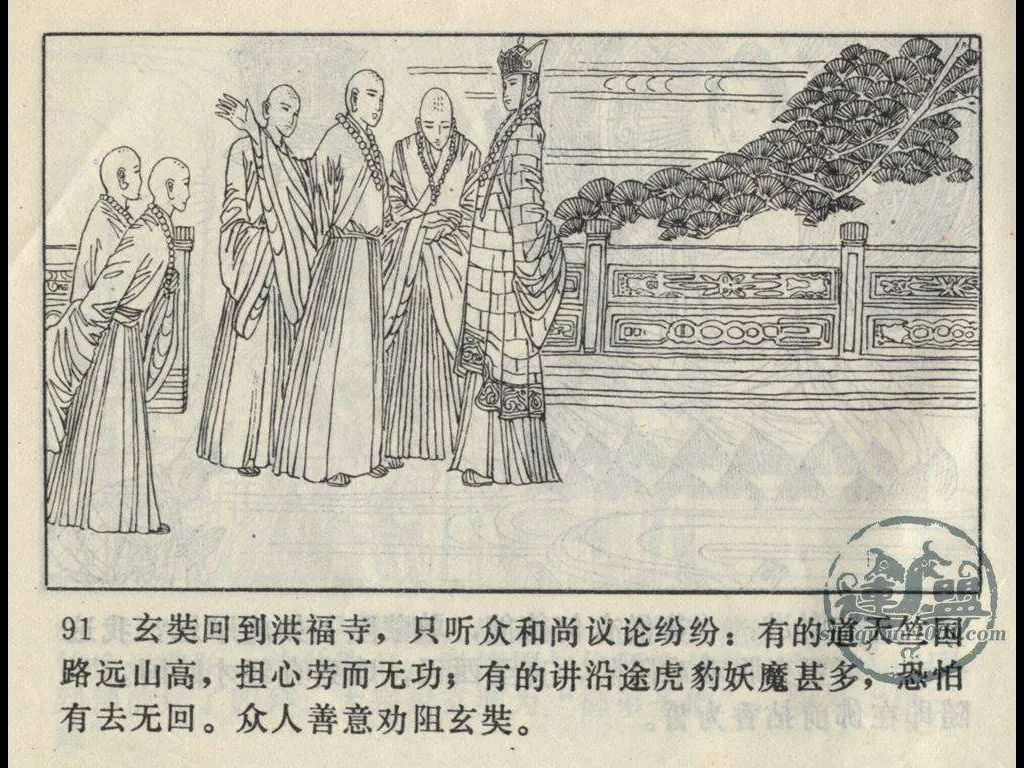 91 玄奘回到洪福寺，只听众和尚议论纷纷：有的道天竺国
路远山高，担心劳而无功；有的讲沿途虎豹妖魔甚多，恐怕
有去无回。众人善意劝阻玄奘。
连盟